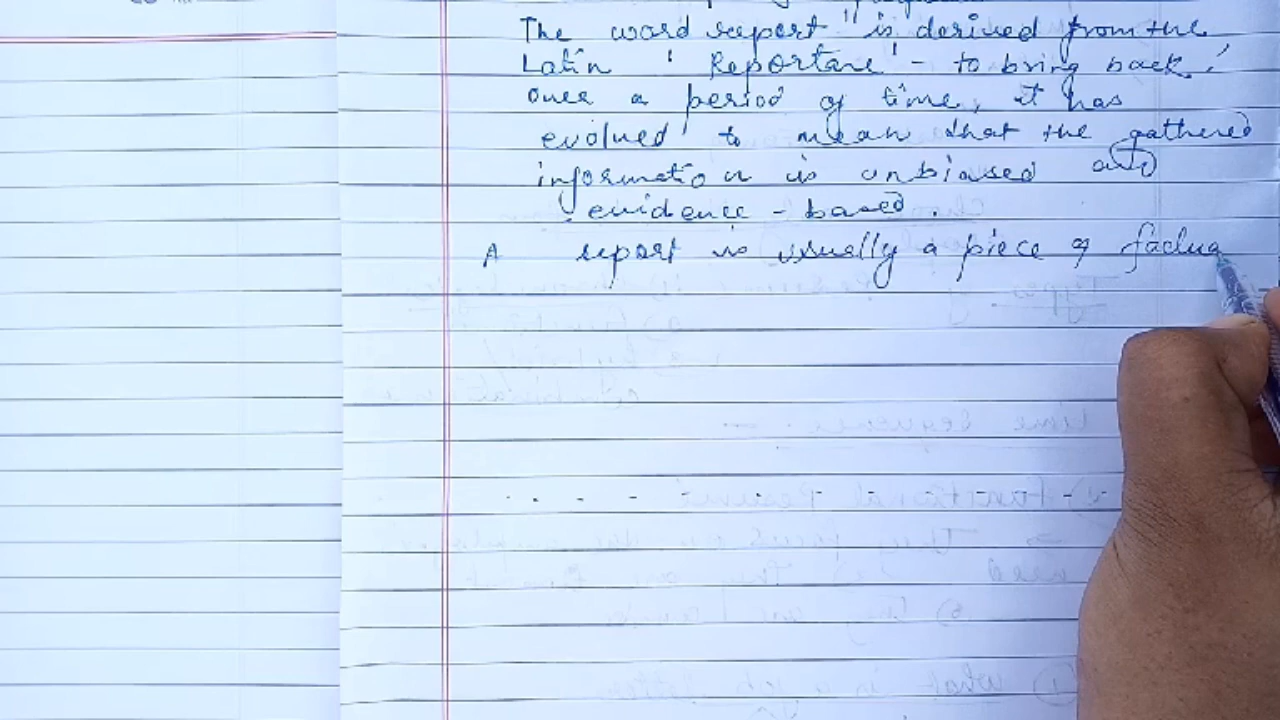 The word report" is derived from the
Latin 'Reportare' - to bring back.'
Over a period of time, it has
evolved to mean that the gathered
information is unbiased and
evidence-based.
A report is usually a piece of factua